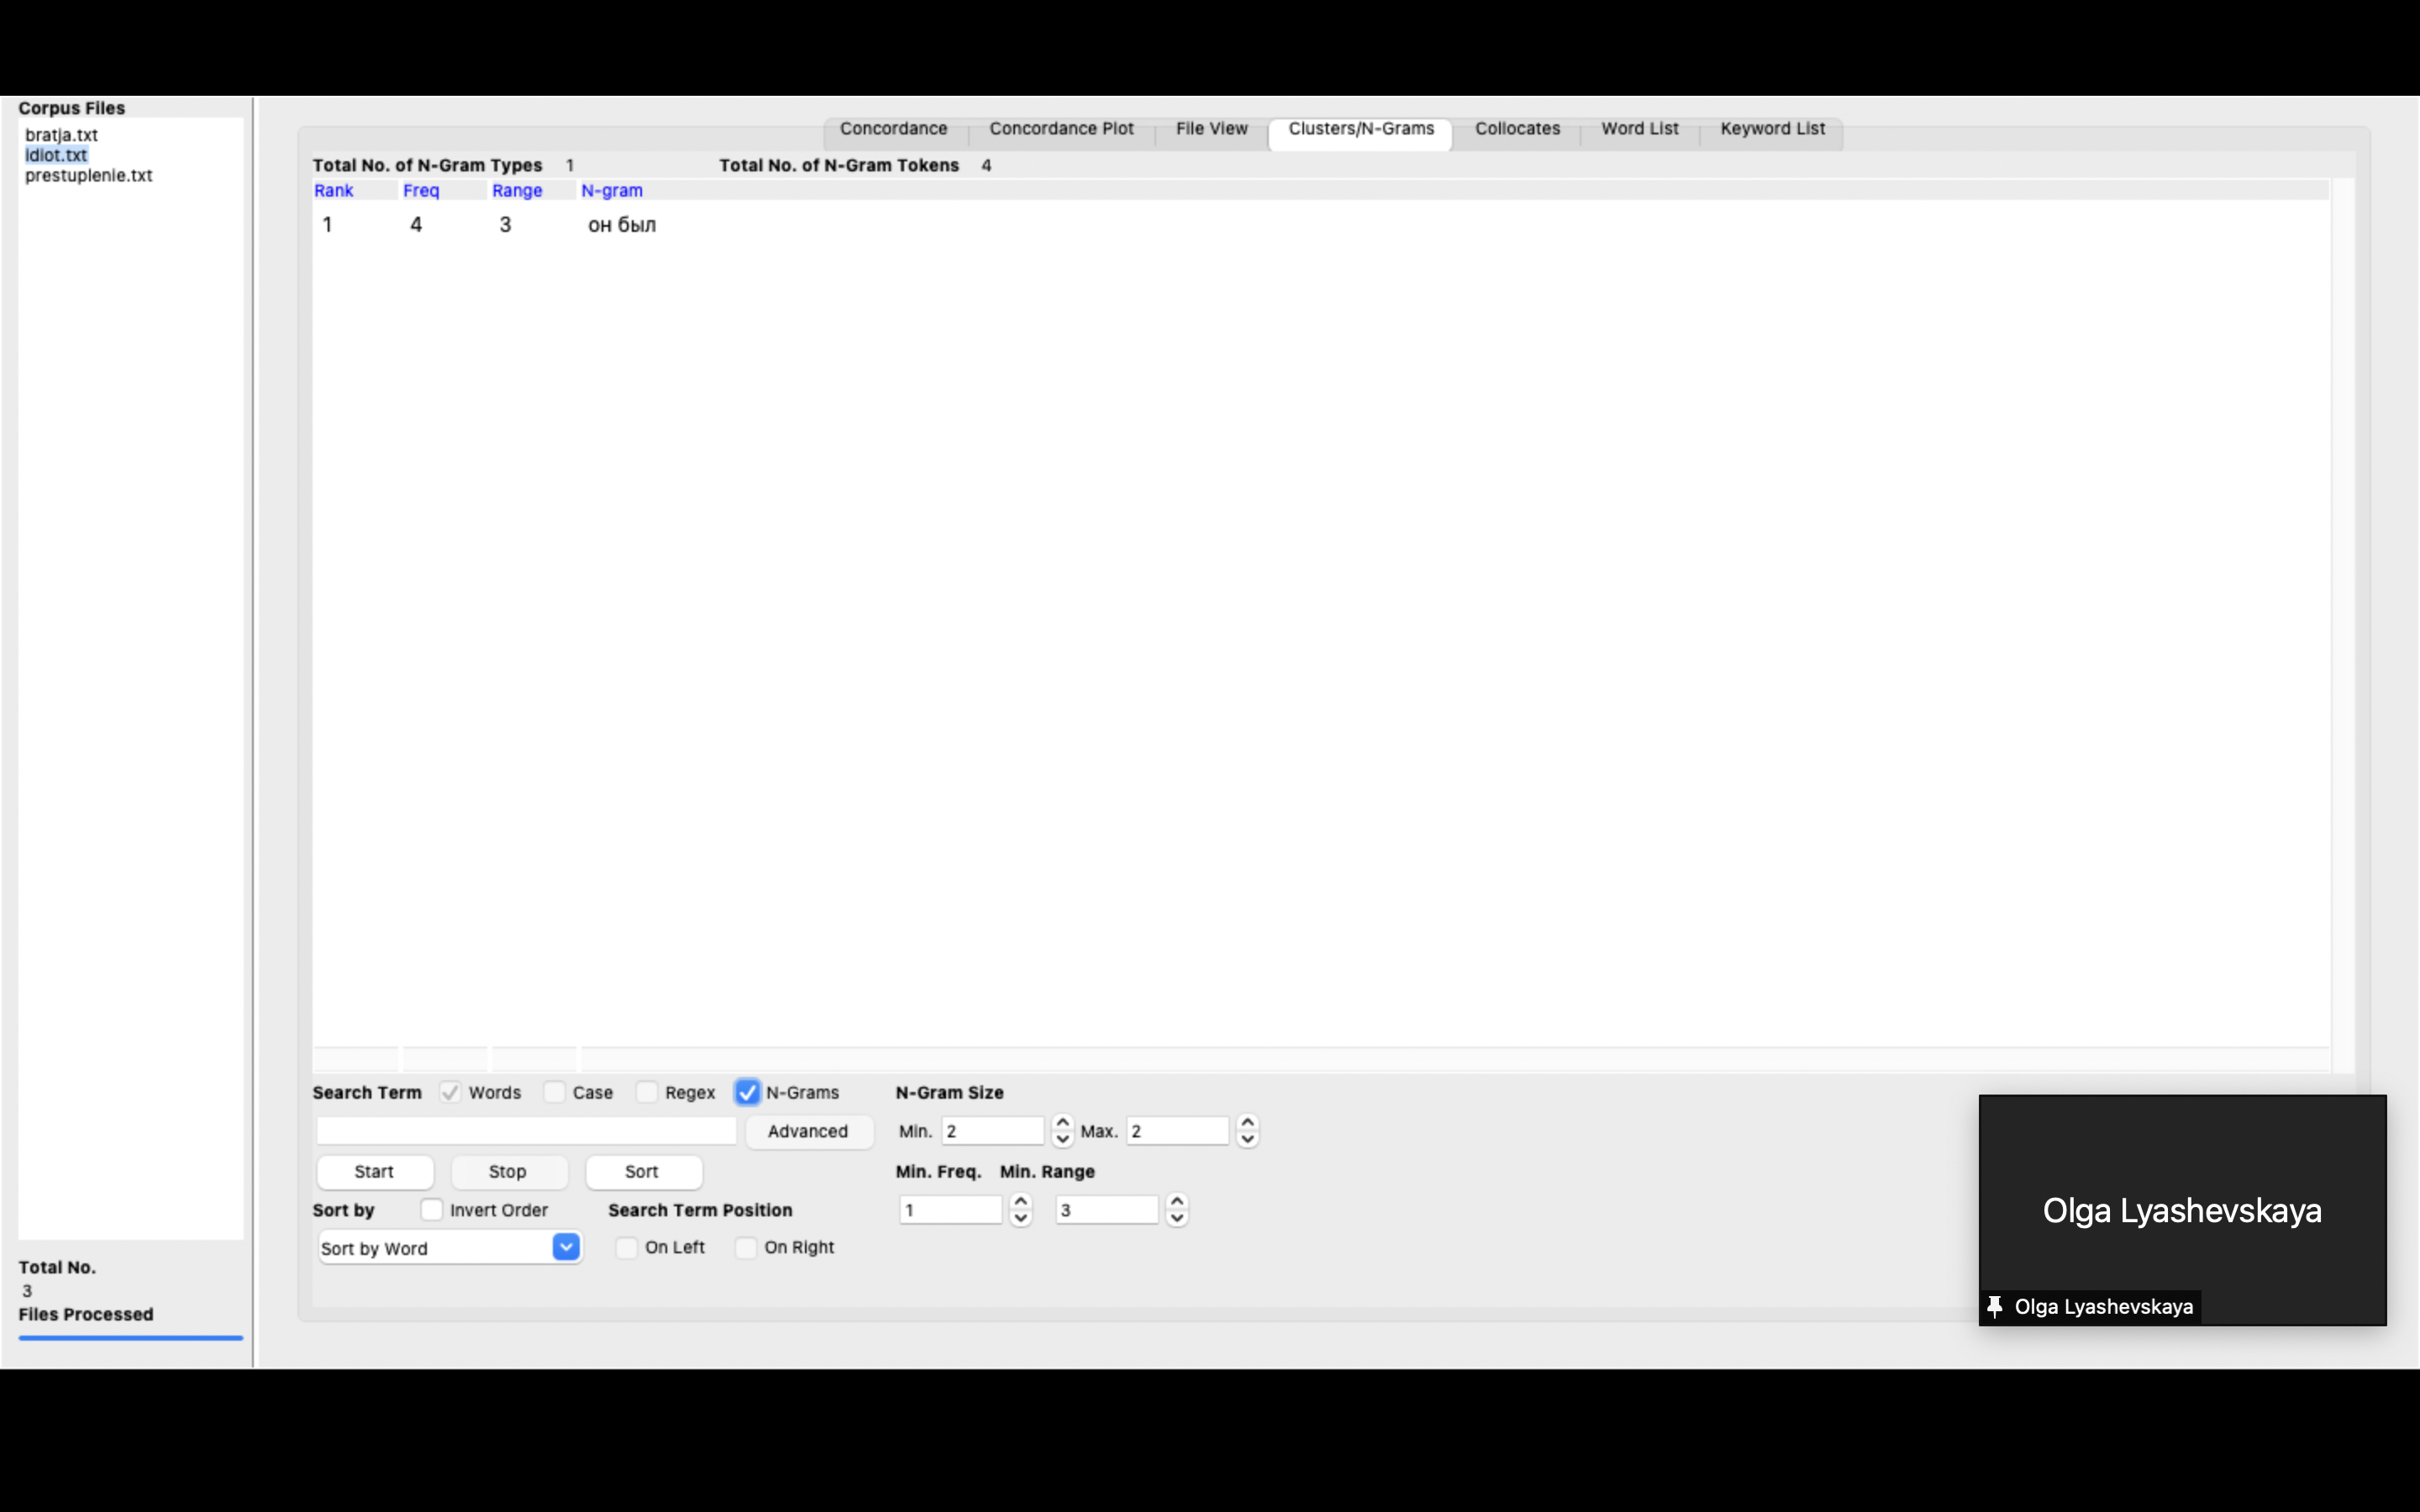 Corpus Files
bratja.txt
idiot.txt
prestuplenie.txt
Total No.
3
Files Processed
Concordance Concordance Plot File View Clusters/N-Grams Collocates Word List Keyword List
Total No. of N-Gram Types 1 Total No. of N-Gram Tokens 4
Rank Freq Range N-gram
1 4 3 он был
Search Term Words Case Regex N-Grams N-Gram Size
Advanced Min. 2 Max. 2
Start Stop Sort Min. Freq. Min. Range
1 3
Sort by Invert Order Search Term Position
Sort by Word On Left On Right
Olga Lyashevskaya
Olga Lyashevskaya